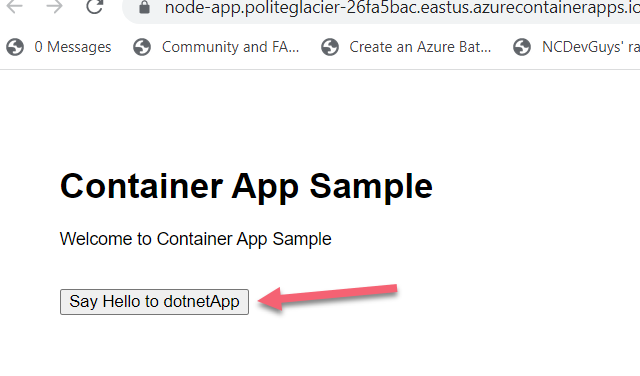 node-app.politeglacier-26fa5bac.eastus.azurecontainerapps.io
0 Messages Community and FA... Create an Azure Bat... NCDevGuys' ra
Container App Sample
Welcome to Container App Sample
Say Hello to dotnetApp